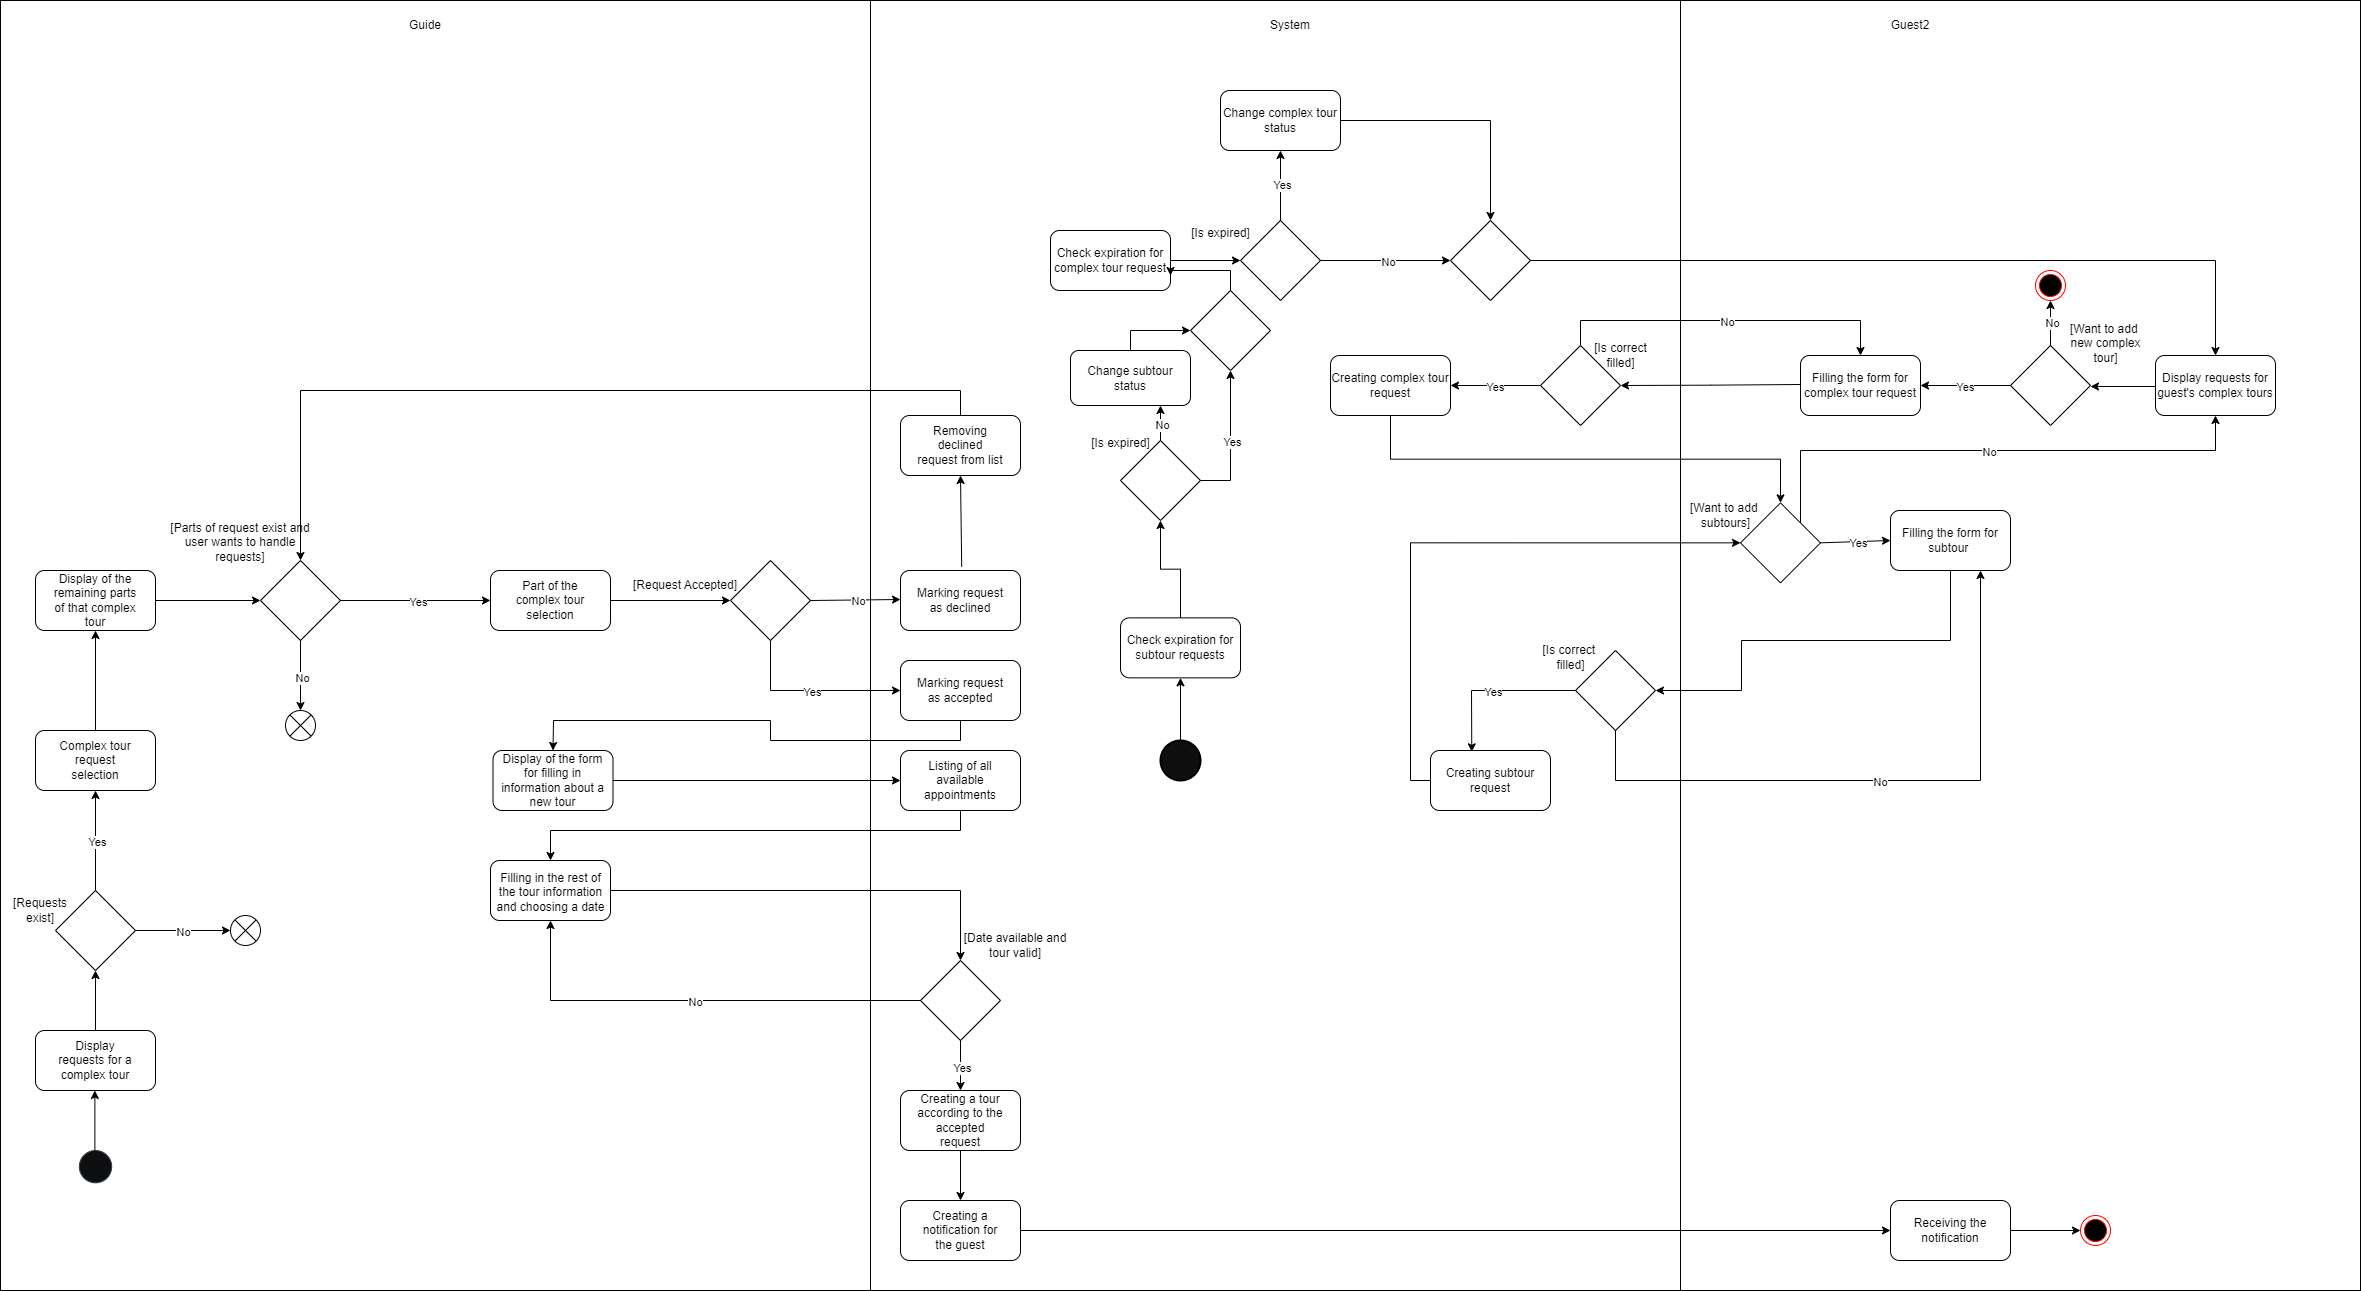 Guide
System
Guest2
Change complex tour
status
Yes
[Is expired]
Check expiration for
complex tour request
No
No
[Want to add
new complex
tour]
No
[Is correct
filled]
Change subtour
status
Creating complex tour
request
Yes
Filling the form for
complex tour request
Yes
Display requests for
guest's complex tours
No
[Is expired]
Yes
Removing
declined
request from list
No
[Want to add
subtours]
Yes
Filling the form for
subtour
[Parts of request exist and
user wants to handle
requests]
Display of the
remaining parts
of that complex
tour
Yes
Part of the
complex tour
selection
[Request Accepted]
No
Marking request
as declined
Check expiration for
subtour requests
[Is correct
filled]
No
Yes
Marking request
as accepted
Yes
Complex tour
request
selection
Display of the form
for filling in
information about a
new tour
Listing of all
available
appointments
Creating subtour
request
No
Yes
[Requests
exist]
No
Filling in the rest of
the tour information
and choosing a date
[Date available and
tour valid]
No
Display
requests for a
complex tour
Yes
Creating a tour
according to the
accepted
request
Creating a
notification for
the guest
Receiving the
notification